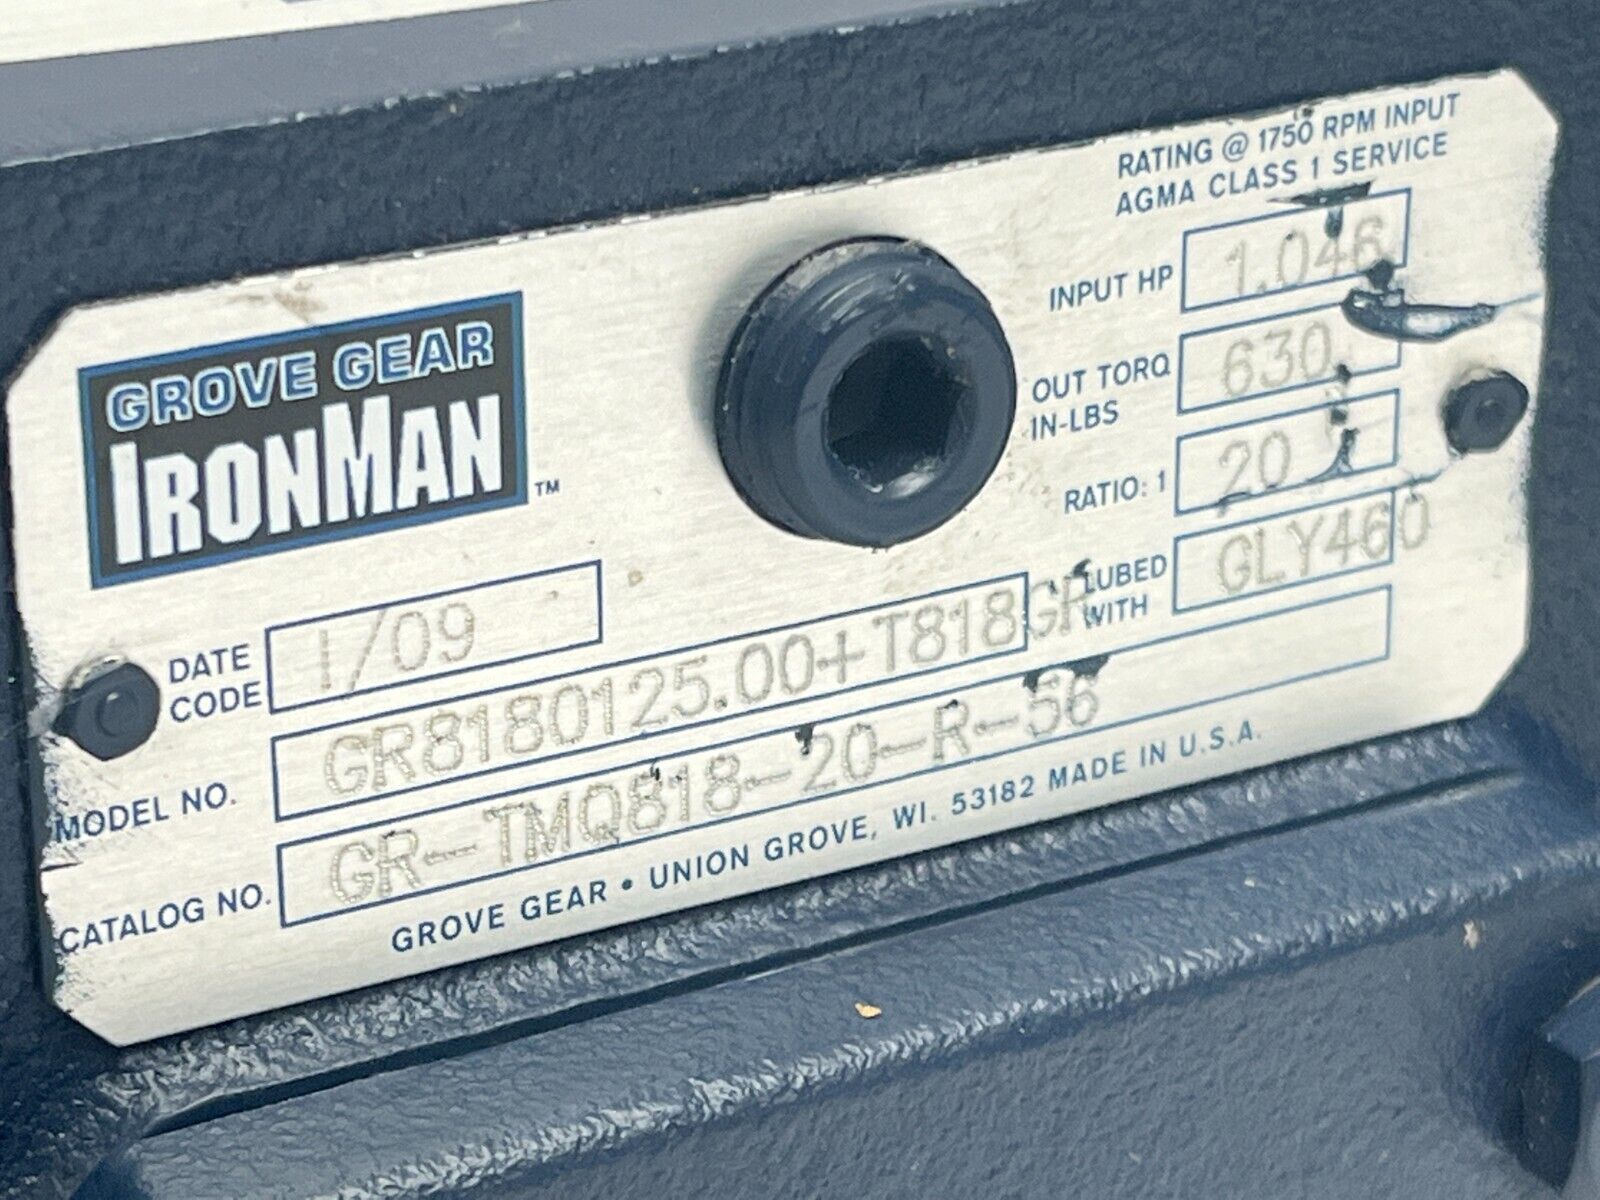 RATING @ 1750 RPM INPUT
AGMA CLASS 1 SERVICE
GROVE GEAR
IRONMAN ™
INPUT HP 1.046
OUT TORQ
IN-LBS 630
RATIO: 1 20
LUBED
WITH GLY460
DATE
CODE 1/09
MODEL NO. GR8180125.00+T818GR
CATALOG NO. GR-TMQ818-20-R-56
GROVE GEAR • UNION GROVE, WI. 53182 MADE IN U.S.A.